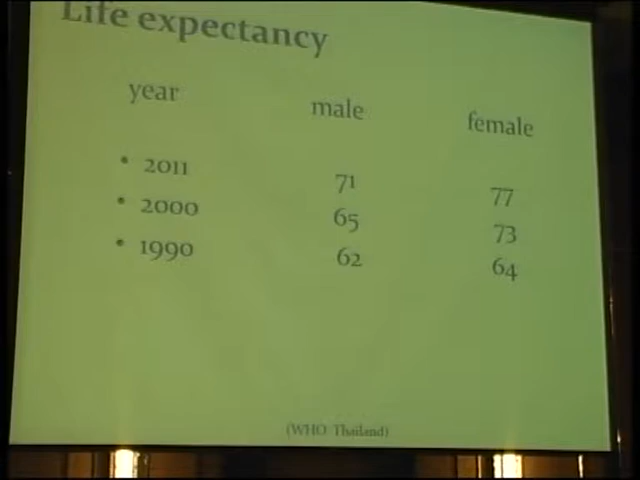 Life expectancy
year male female
• 2011 71 77
• 2000 65 73
• 1990 62 64
(WHO Thailand)